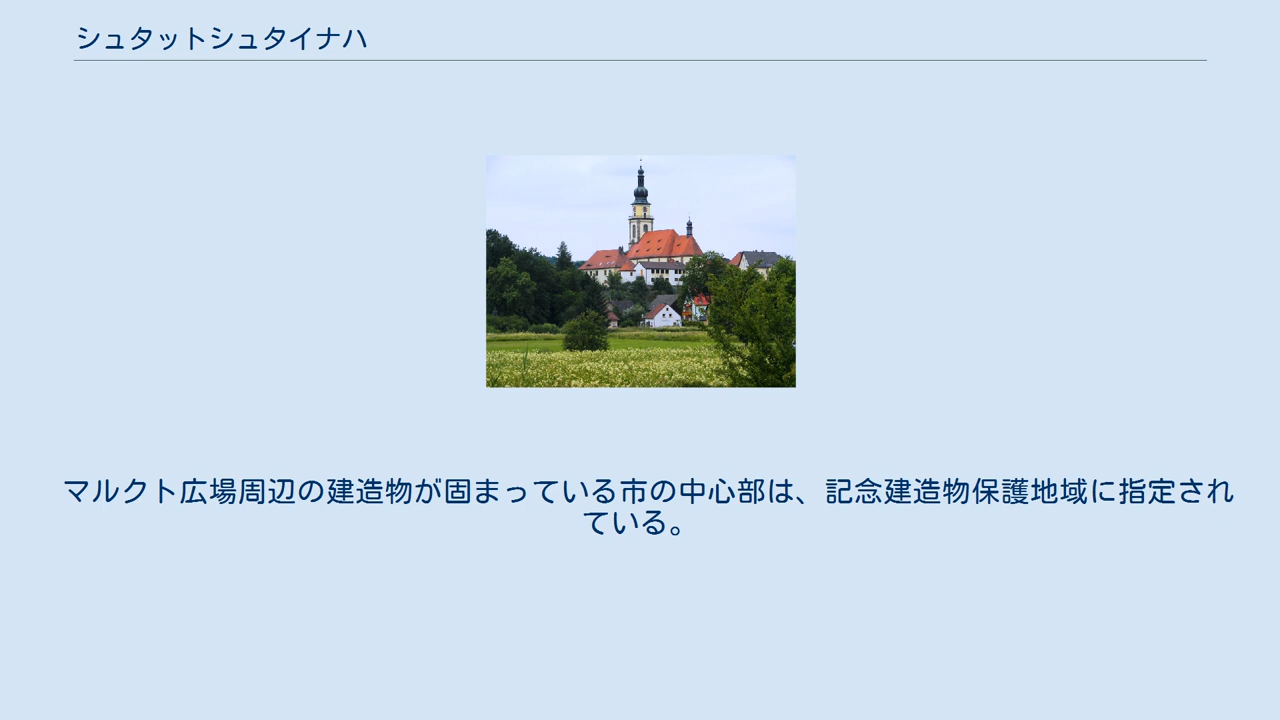 シュタットシュタイナハ
マルクト広場周辺の建造物が固まっている市の中心部は、記念建造物保護地域に指定され
ている。